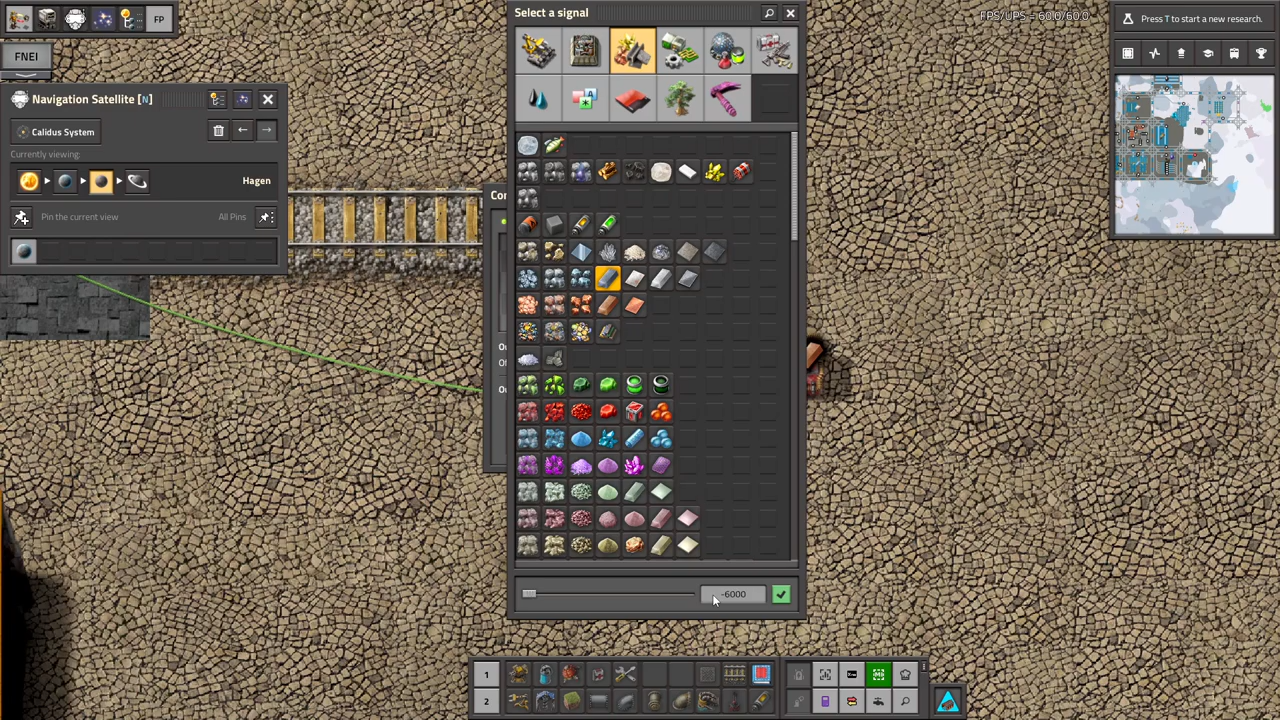 Select a signal
FPS/UPS = 60.0/60.0
Press T to start a new research.
FP
FNEI
Navigation Satellite [N]
Calidus System
Currently viewing:
Hagen
Pin the current view
All Pins
-6000
1
2